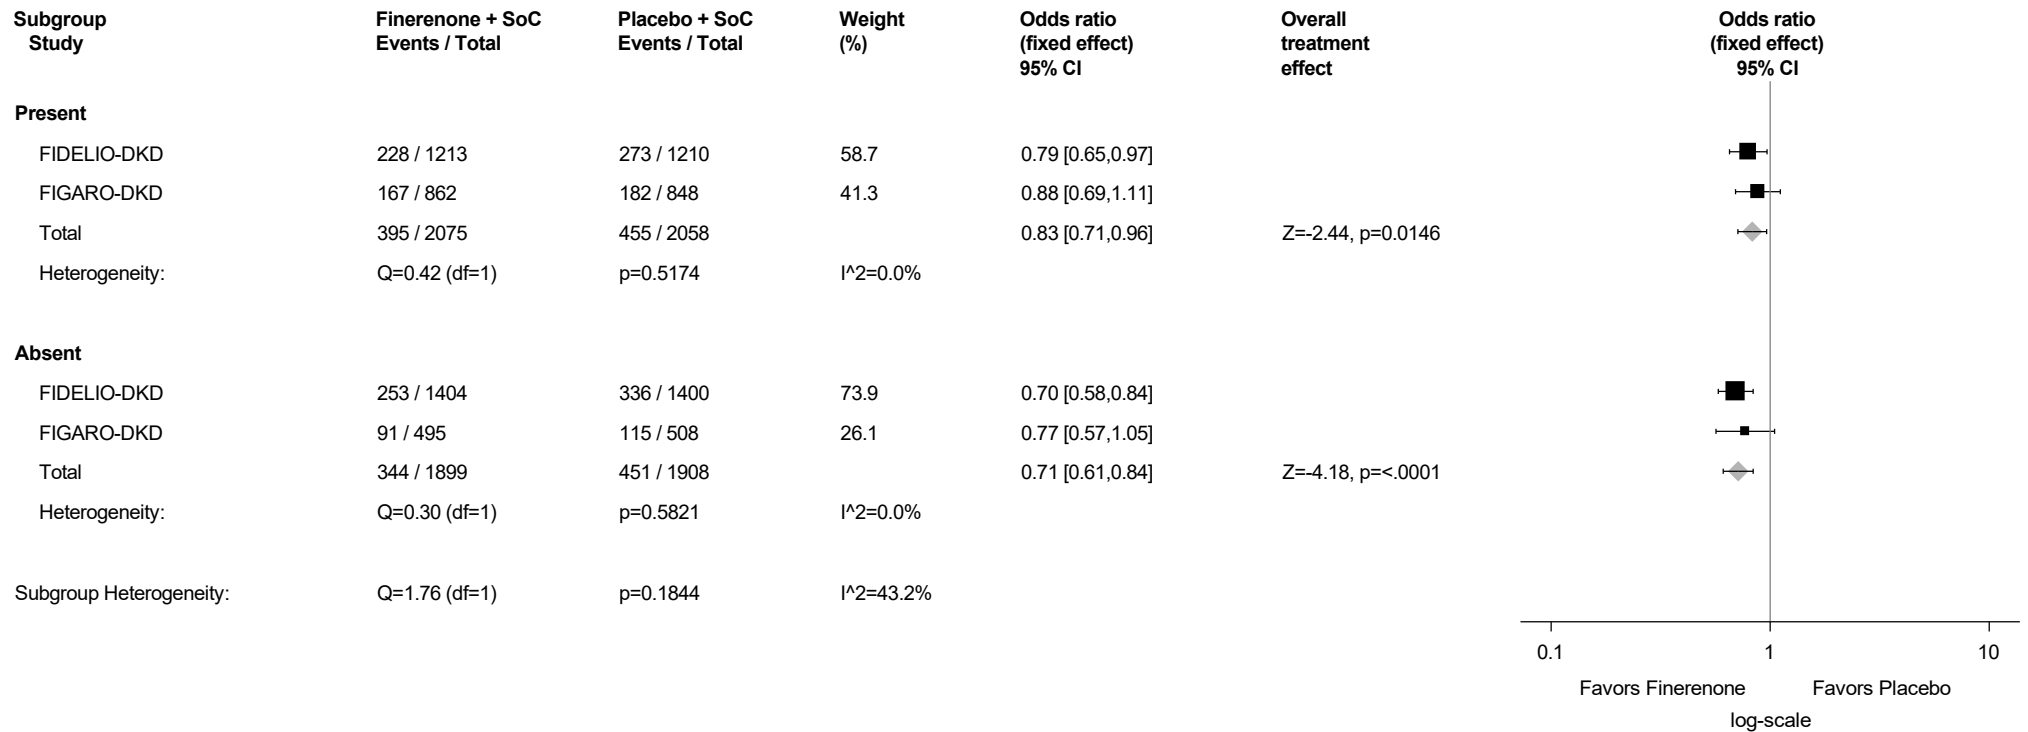 Subgroup Finerenone + SoC Placebo + SoC Weight Odds ratio Overall Odds ratio
Study Events / Total Events / Total (%) (fixed effect) treatment (fixed effect)
95% CI effect 95% CI
Present
FIDELIO-DKD 228 / 1213 273 / 1210 58.7 0.79 [0.65,0.97]
FIGARO-DKD 167 / 862 182 / 848 41.3 0.88 [0.69,1.11]
Total 395 / 2075 455 / 2058 0.83 [0.71,0.96] Z=-2.44, p=0.0146
Heterogeneity: Q=0.42 (df=1) p=0.5174 I^2=0.0%
Absent
FIDELIO-DKD 253 / 1404 336 / 1400 73.9 0.70 [0.58,0.84]
FIGARO-DKD 91 / 495 115 / 508 26.1 0.77 [0.57,1.05]
Total 344 / 1899 451 / 1908 0.71 [0.61,0.84] Z=-4.18, p=<.0001
Heterogeneity: Q=0.30 (df=1) p=0.5821 I^2=0.0%
Subgroup Heterogeneity: Q=1.76 (df=1) p=0.1844 I^2=43.2%
0.1 1 10
Favors Finerenone Favors Placebo
log-scale